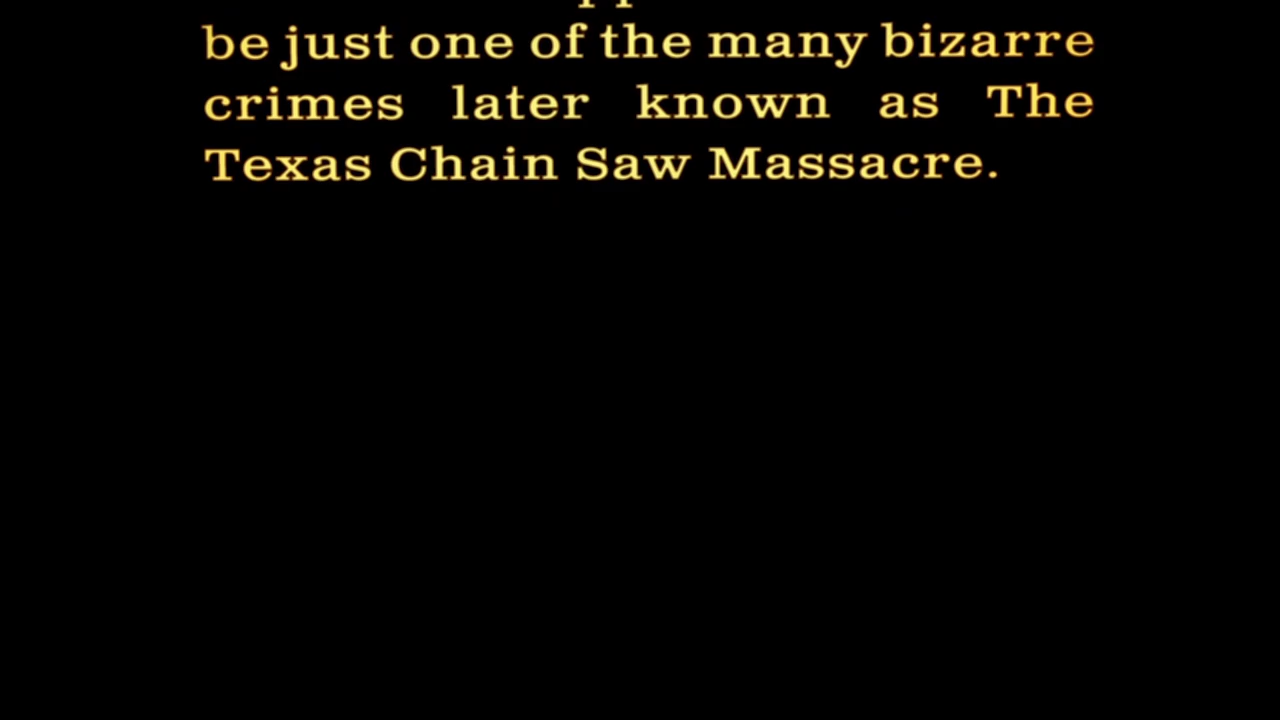 be just one of the many bizarre
crimes later known as The
Texas Chain Saw Massacre.